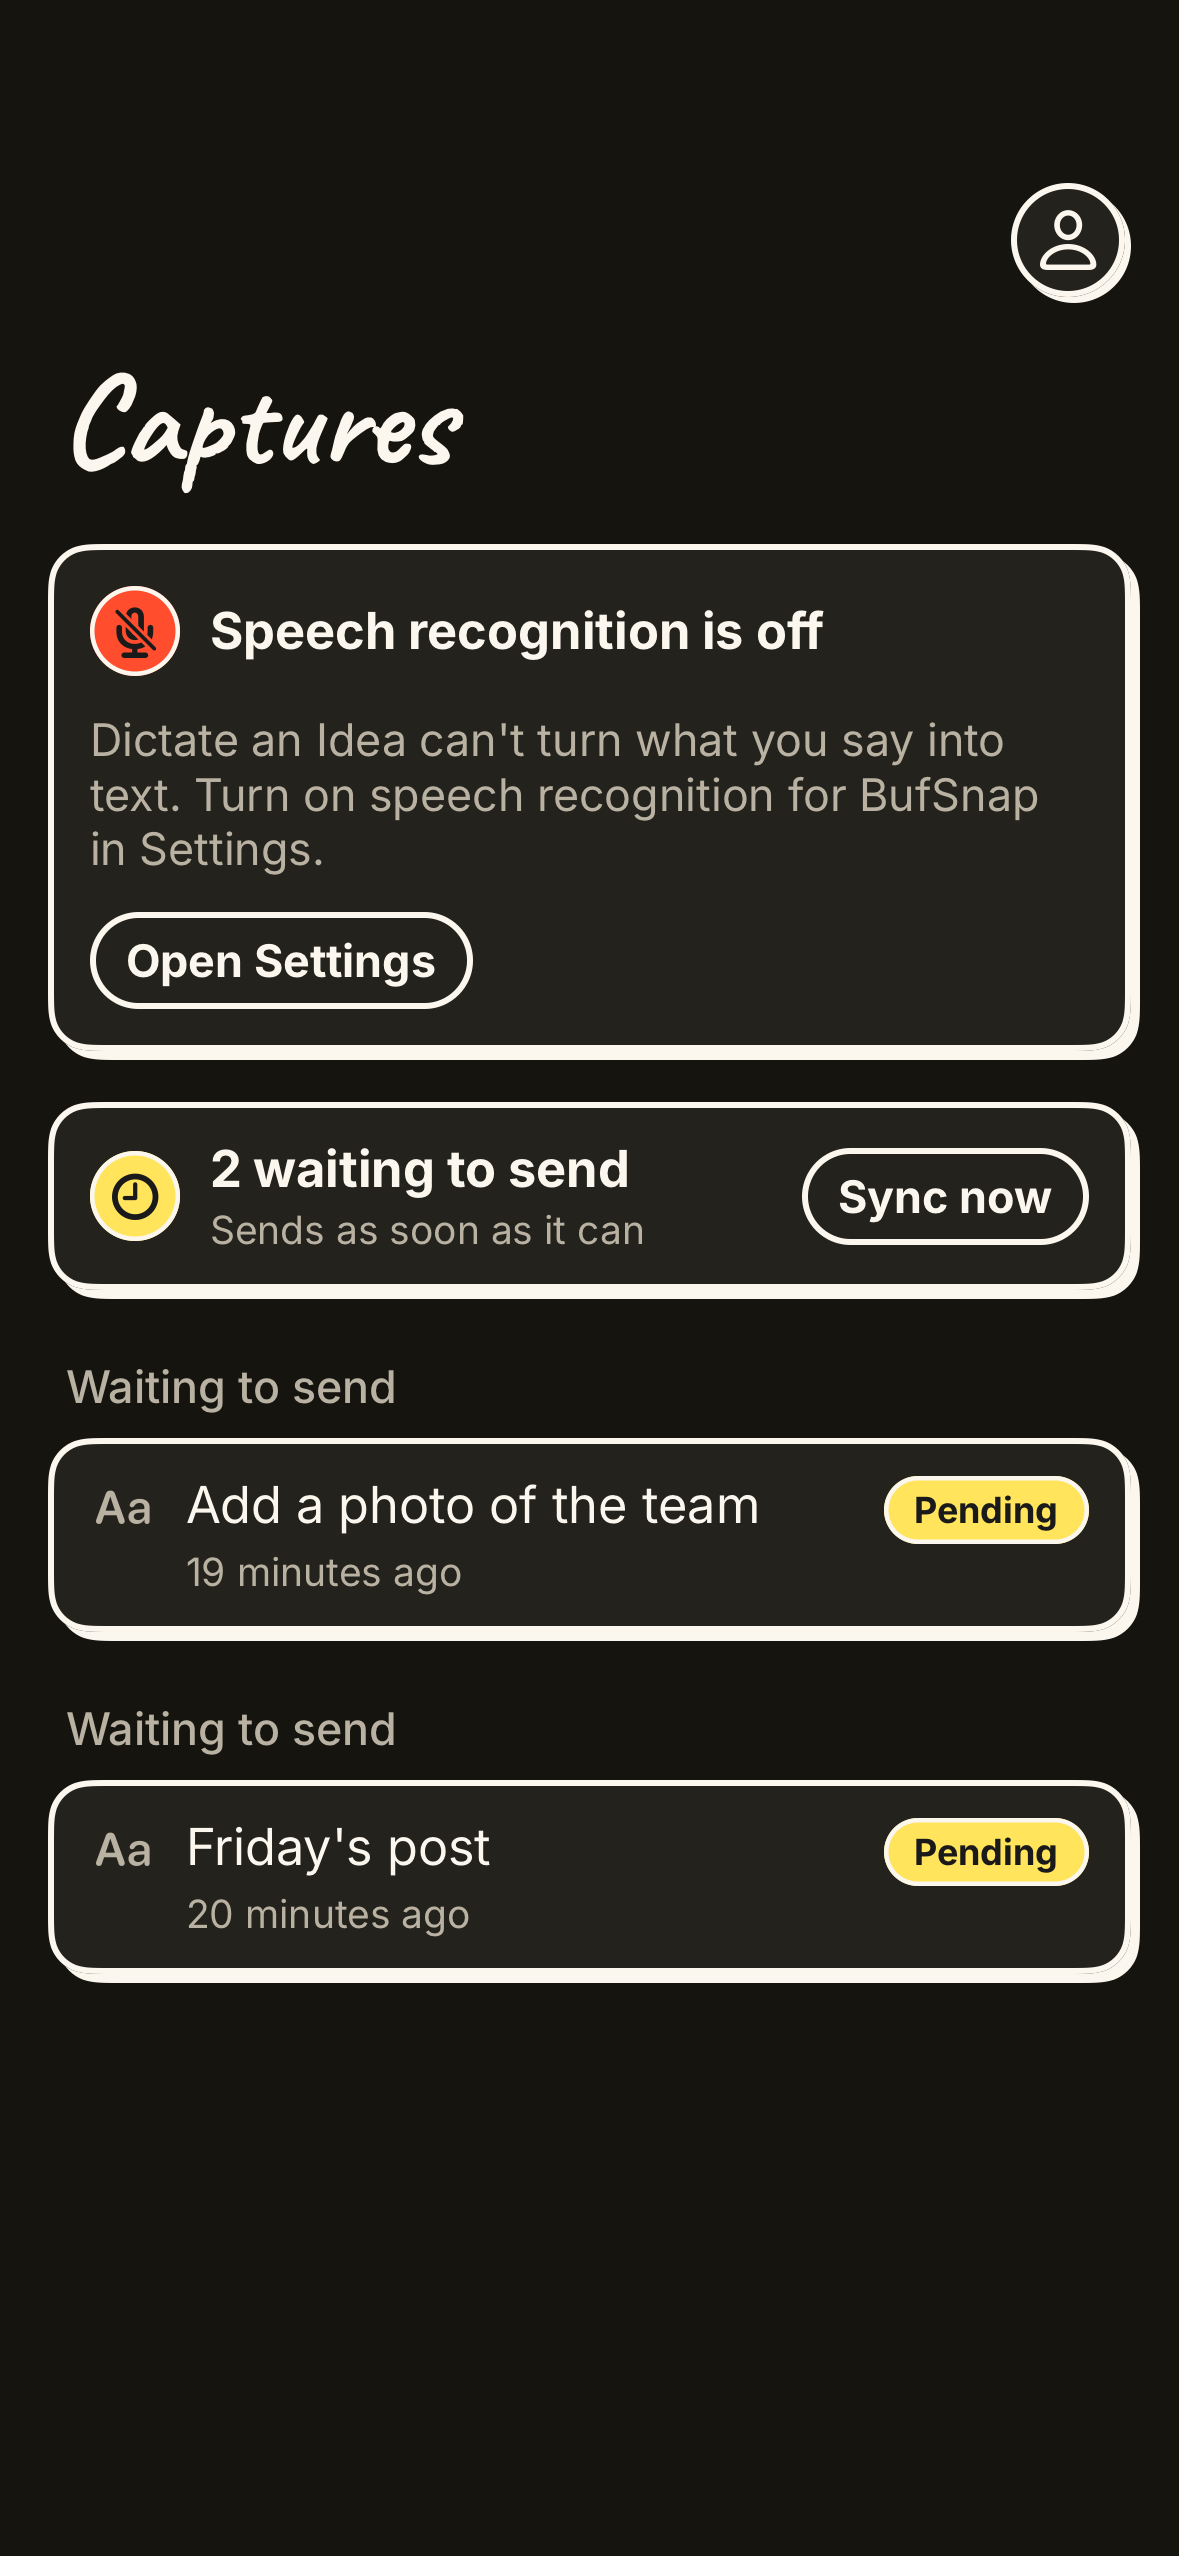 Captures
Speech recognition is off
Dictate an Idea can't turn what you say into
text. Turn on speech recognition for BufSnap
in Settings.
Open Settings
2 waiting to send
Sends as soon as it can
Sync now
Waiting to send
Aa Add a photo of the team Pending
19 minutes ago
Waiting to send
Aa Friday's post Pending
20 minutes ago